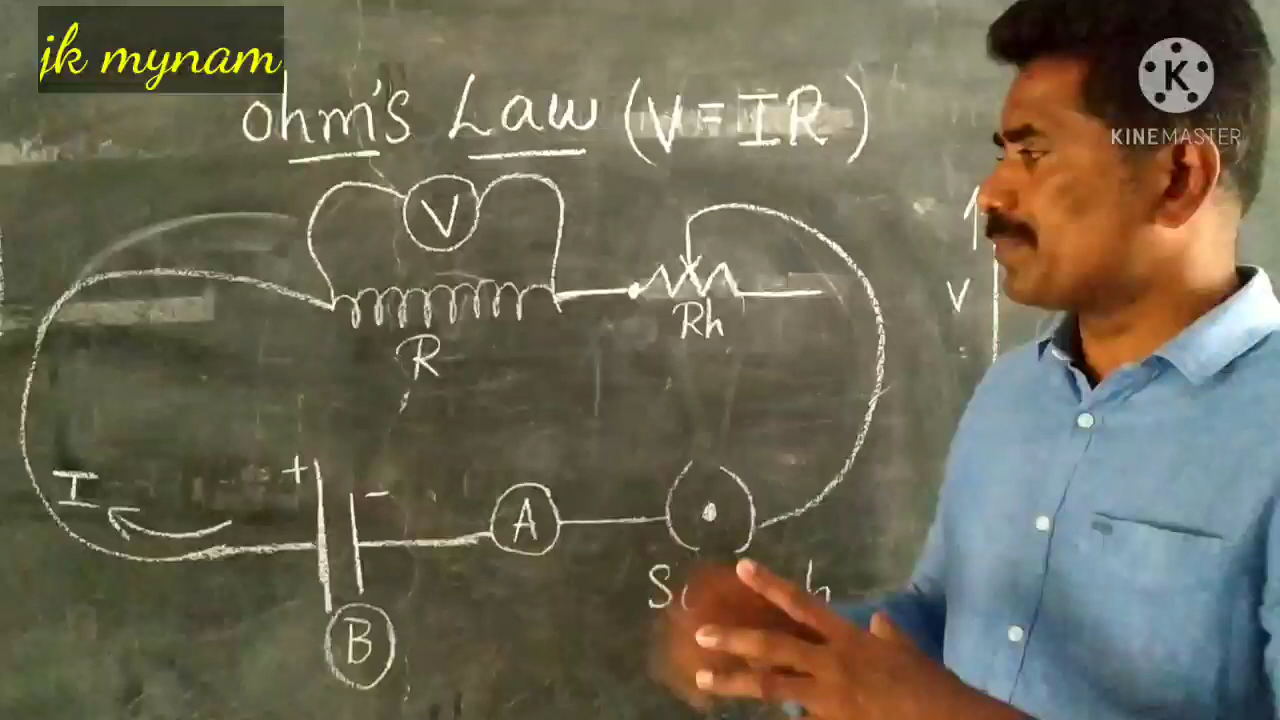 jk mynam
K
KINEMASTER
ohm's Law (V = IR)
V
V
R
Rh
I
+
-
A
B